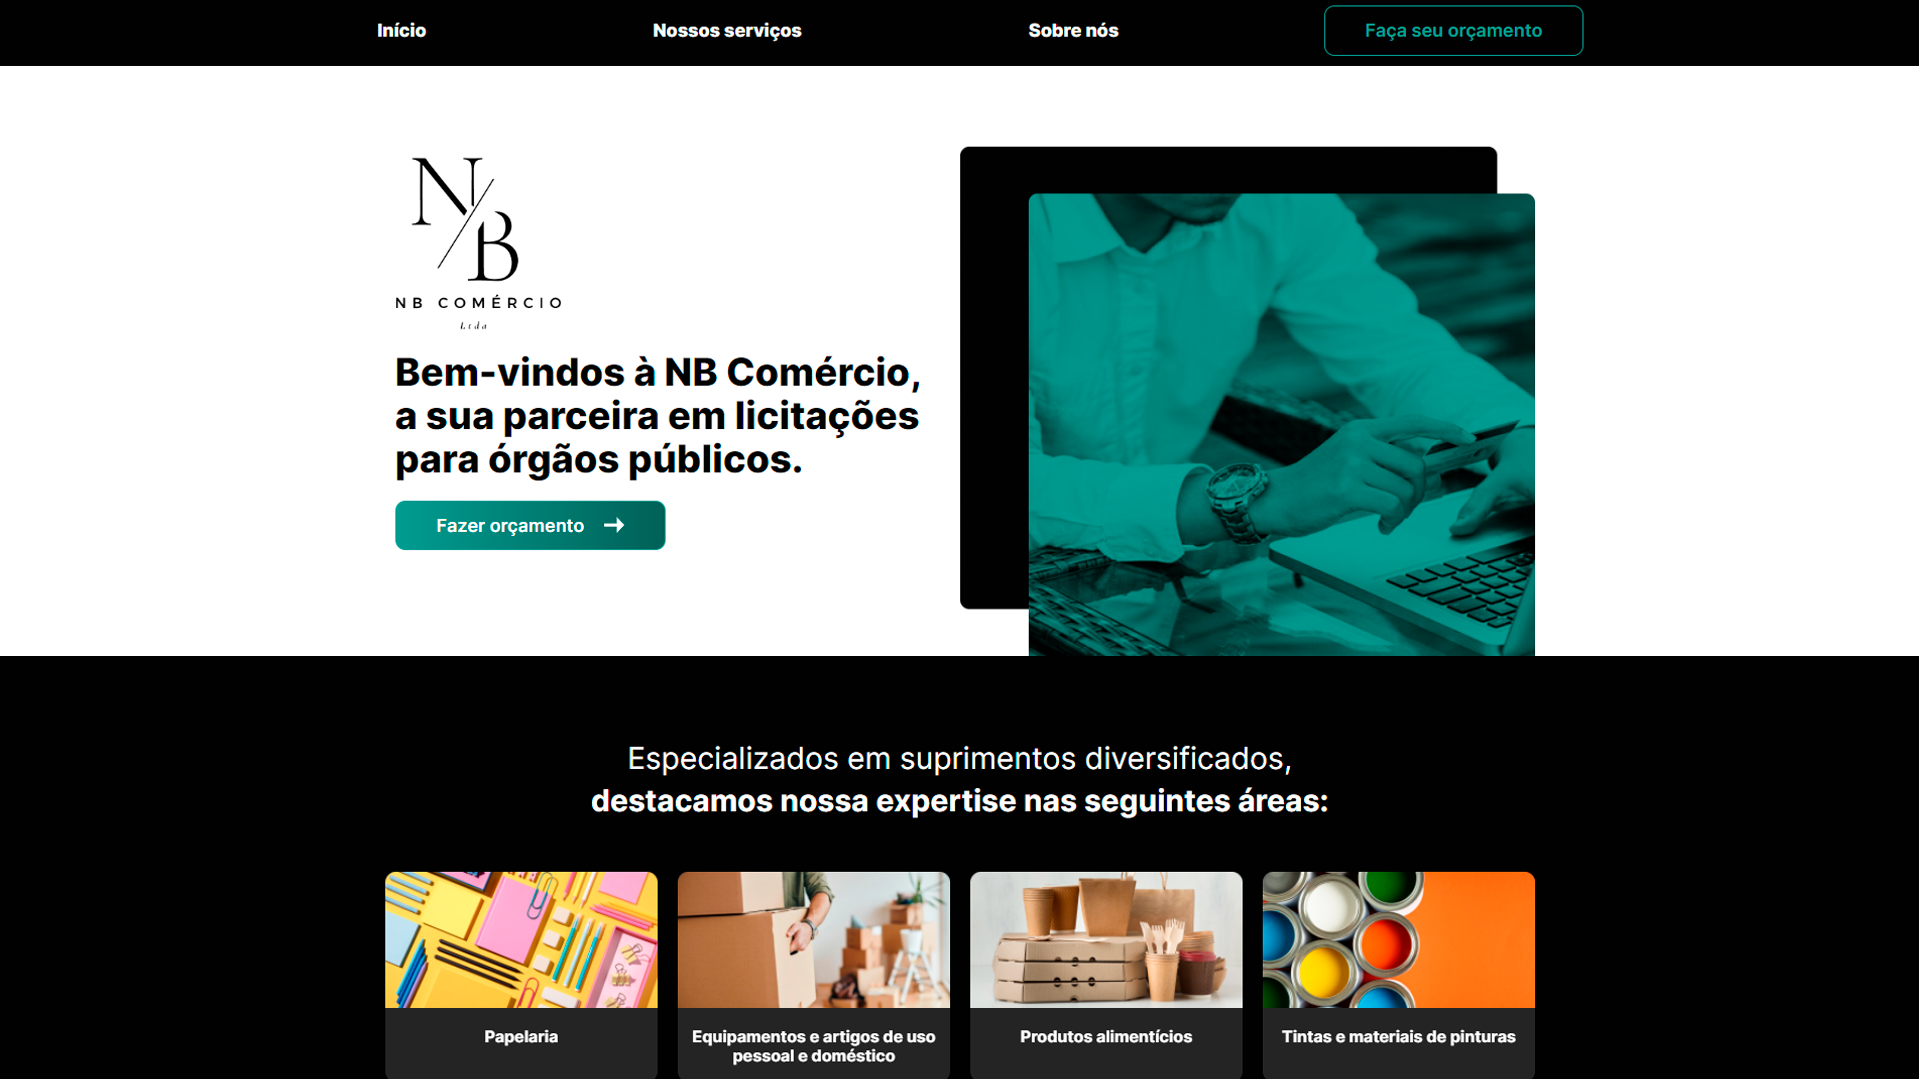 Início
Nossos serviços
Sobre nós
Faça seu orçamento
N/B
NB COMÉRCIO
Ltda
Bem-vindos à NB Comércio,
a sua parceira em licitações
para órgãos públicos.
Fazer orçamento
Especializados em suprimentos diversificados,
destacamos nossa expertise nas seguintes áreas:
Papelaria
Equipamentos e artigos de uso
pessoal e doméstico
Produtos alimentícios
Tintas e materiais de pinturas